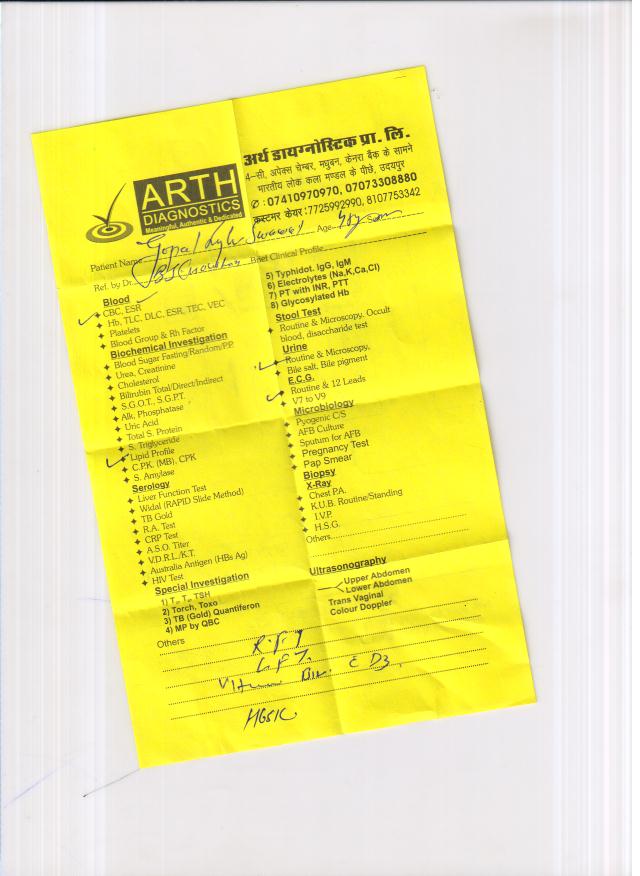 ARTH
DIAGNOSTICS
Meaningful, Authentic & Dedicated
अर्थ डायग्नोस्टिक प्रा. लि.
4-सी, अपेक्स चेम्बर, मधुबन, केनरा बैंक के सामने
भारतीय लोक कला मण्डल के पीछे, उदयपुर
✆ : 07410970970, 07073308880
कस्टमर केयर : 7725992990, 8107753342
Patient Name Gopal Age
Ref. by Dr. Brief Clinical Profile
Blood
CBC, ESR
Hb, TLC, DLC, ESR, TEC, VEC
Platelets
Blood Group & Rh Factor
Biochemical Investigation
Blood Sugar Fasting/Random/P.P.
Urea, Creatinine
Cholesterol
Bilirubin Total/Direct/Indirect
S.G.O.T., S.G.P.T.
Alk, Phosphatase
Uric Acid
Total S. Protein
S. Triglyceride
Lipid Profile
C.P.K. (MB), CPK
S. Amylase
Serology
Liver Function Test
Widal (RAPID Slide Method)
TB Gold
R.A. Test
CRP Test
A.S.O. Titer
V.D.R.L./K.T.
Australia Antigen (HBs Ag)
HIV Test
Special Investigation
1) T₃, T₄, TSH
2) Torch, Toxo
3) TB (Gold) Quantiferon
4) MP by QBC
5) Typhidot. IgG, IgM
6) Electrolytes (Na,K,Ca,Cl)
7) PT with INR, PTT
8) Glycosylated Hb
Stool Test
Routine & Microscopy, Occult
blood, disaccharide test
Urine
Routine & Microscopy,
Bile salt, Bile pigment
E.C.G.
Routine & 12 Leads
V7 to V9
Microbiology
Pyogenic C/S
AFB Culture
Sputum for AFB
Pregnancy Test
Pap Smear
Biopsy
X-Ray
Chest P.A.
K.U.B. Routine/Standing
I.V.P.
H.S.G.
Others
Ultrasonography
Upper Abdomen
Lower Abdomen
Trans Vaginal
Colour Doppler
Others
R.F.T
L.F.T.
D3.